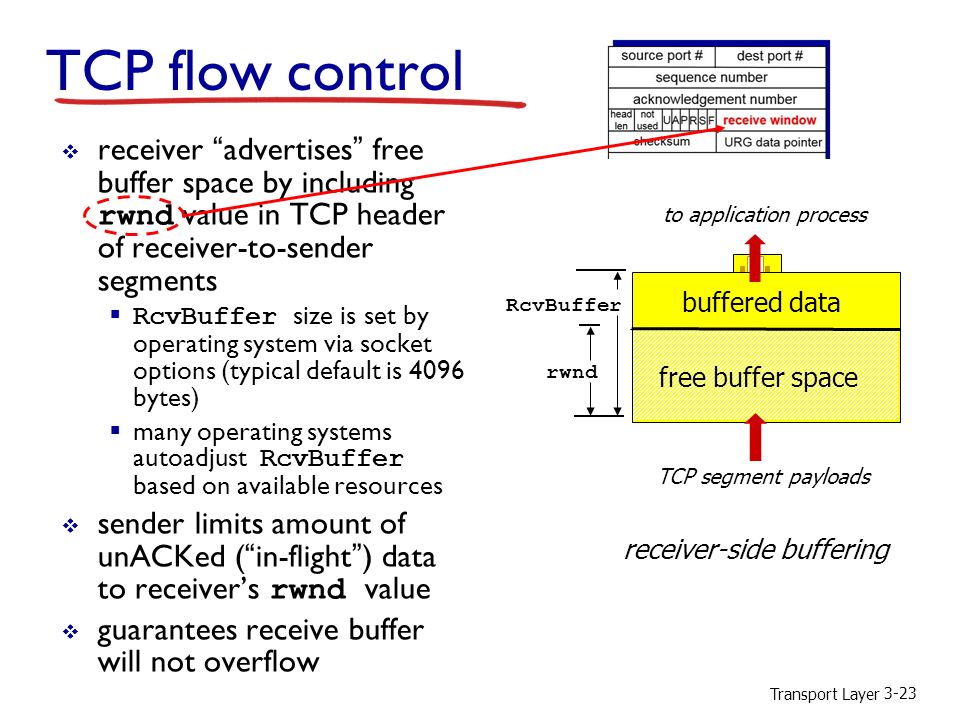 TCP flow control
receiver “advertises” free
buffer space by including
rwnd value in TCP header
of receiver-to-sender
segments
RcvBuffer size is set by
operating system via socket
options (typical default is 4096
bytes)
many operating systems
autoadjust RcvBuffer
based on available resources
sender limits amount of
unACKed (“in-flight”) data
to receiver’s rwnd value
guarantees receive buffer
will not overflow
source port # dest port #
sequence number
acknowledgement number
head len not used U A P R S F receive window
checksum URG data pointer
to application process
RcvBuffer
buffered data
rwnd
free buffer space
TCP segment payloads
receiver-side buffering
Transport Layer 3-23